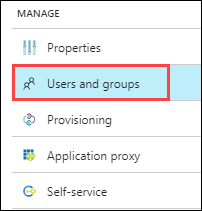 MANAGE
Properties
Users and groups
Provisioning
Application proxy
Self-service